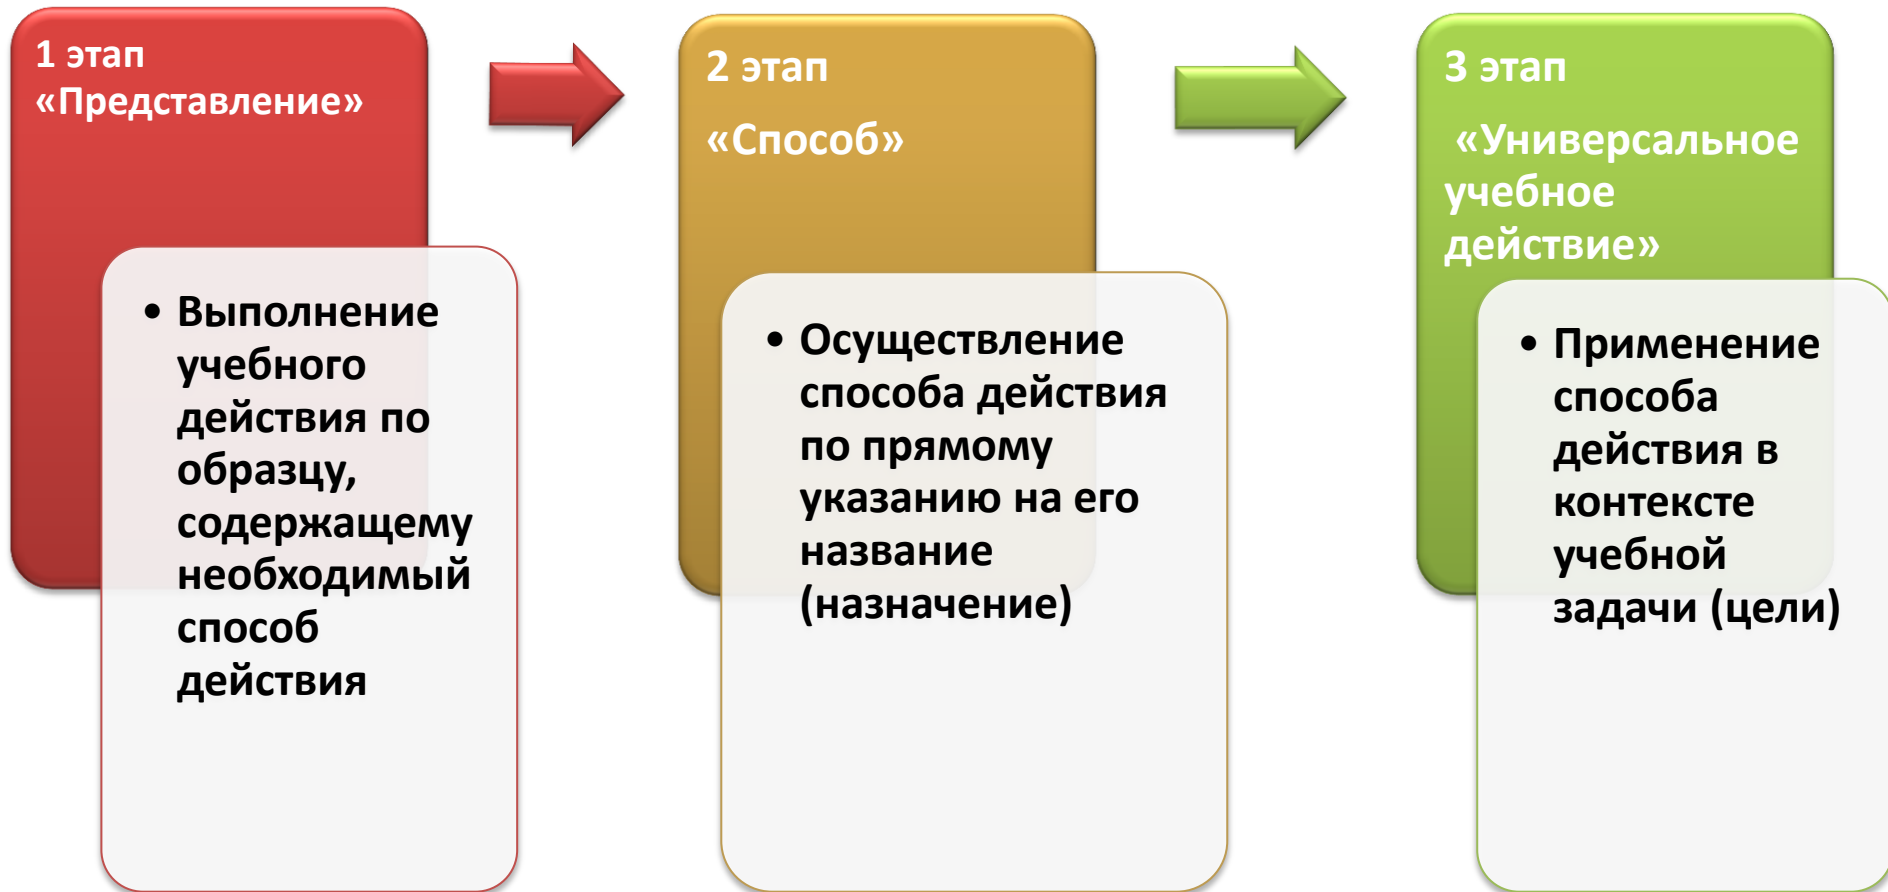 1 этап
«Представление»
• Выполнение
учебного
действия по
образцу,
содержащему
необходимый
способ
действия
2 этап
«Способ»
• Осуществление
способа действия
по прямому
указанию на его
название
(назначение)
3 этап
«Универсальное
учебное
действие»
• Применение
способа
действия в
контексте
учебной
задачи (цели)